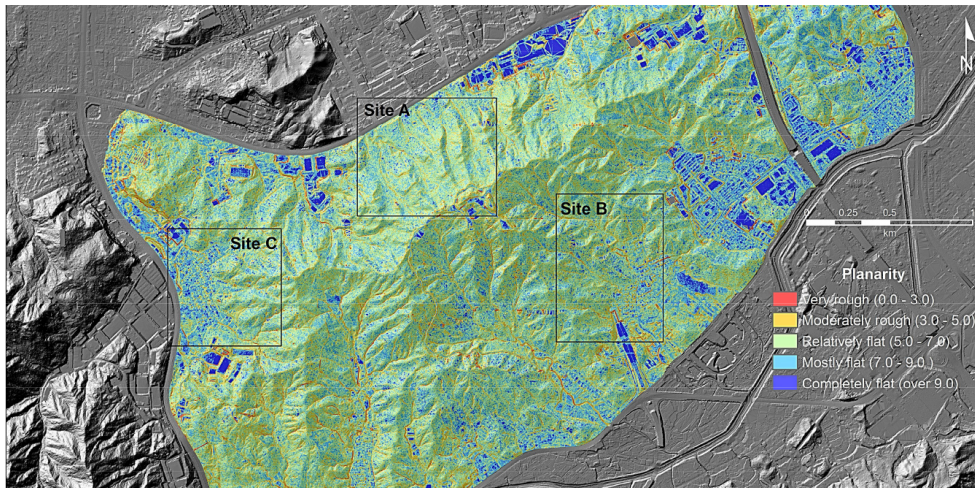 Site A
N
Site B
0 0.25 0.5
km
Site C
Planarity
Very rough (0.0 - 3.0)
Moderately rough (3.0 - 5.0)
Relatively flat (5.0 - 7.0)
Mostly flat (7.0 - 9.0)
Completely flat (over 9.0)